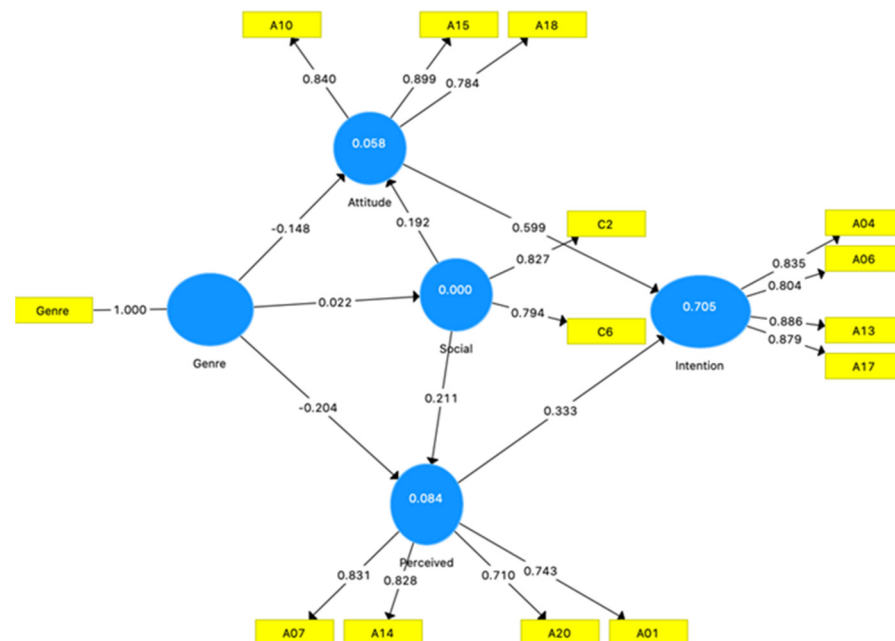 A10
A15
A18
0.840
0.899
0.784
0.058
Attitude
-0.148
0.192
0.599
C2
A04
0.827
0.835
A06
0.804
Genre
1.000
Genre
0.022
0.000
Social
0.794
C6
0.705
Intention
0.886
A13
0.879
A17
-0.204
0.211
0.333
0.084
Perceived
0.831
0.828
0.710
0.743
A07
A14
A20
A01